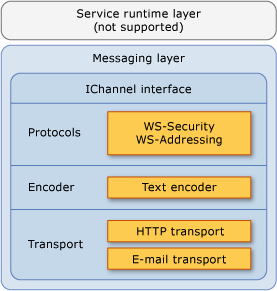 Service runtime layer
(not supported)
Messaging layer
IChannel interface
Protocols
WS-Security
WS-Addressing
Encoder
Text encoder
Transport
HTTP transport
E-mail transport